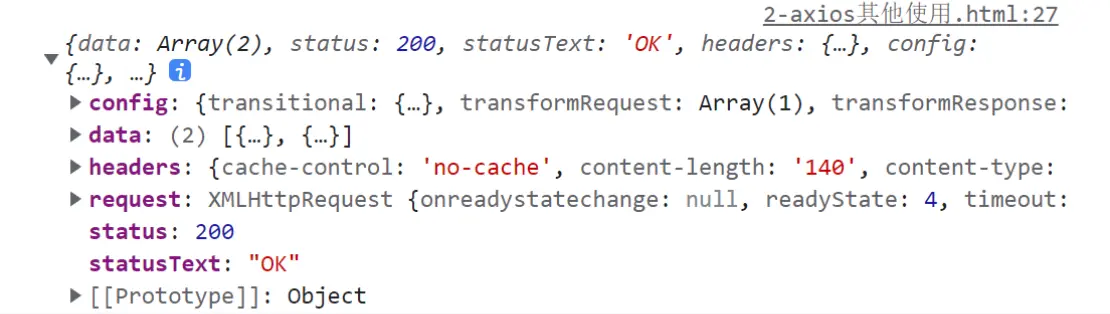 2-axios其他使用.html:27
{data: Array(2), status: 200, statusText: 'OK', headers: {…}, config:
{…}, …} i
config: {transitional: {…}, transformRequest: Array(1), transformResponse:
data: (2) [{…}, {…}]
headers: {cache-control: 'no-cache', content-length: '140', content-type:
request: XMLHttpRequest {onreadystatechange: null, readyState: 4, timeout:
status: 200
statusText: "OK"
[[Prototype]]: Object